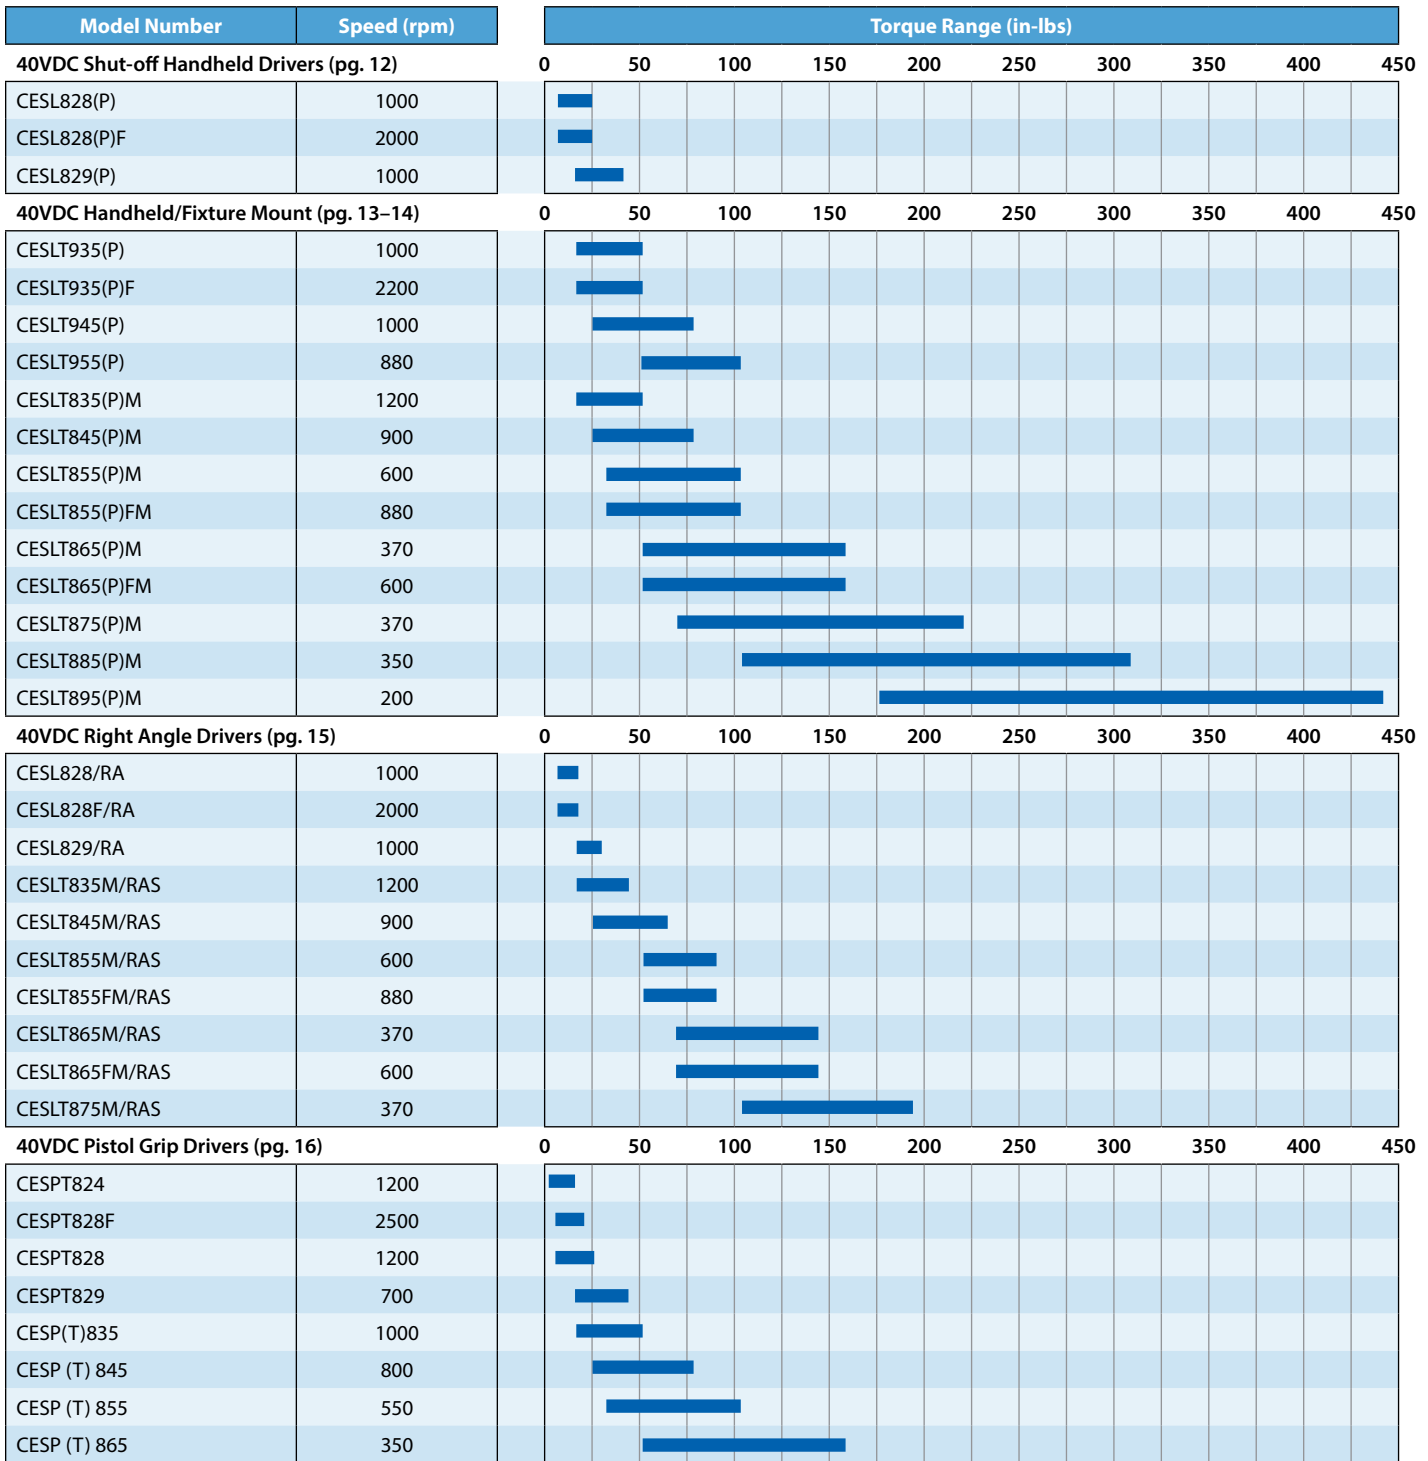 Model Number Speed (rpm) Torque Range (in-lbs)
40VDC Shut-off Handheld Drivers (pg. 12) 0 50 100 150 200 250 300 350 400 450
CESL828(P) 1000
CESL828(P)F 2000
CESL829(P) 1000
40VDC Handheld/Fixture Mount (pg. 13–14) 0 50 100 150 200 250 300 350 400 450
CESLT935(P) 1000
CESLT935(P)F 2200
CESLT945(P) 1000
CESLT955(P) 880
CESLT835(P)M 1200
CESLT845(P)M 900
CESLT855(P)M 600
CESLT855(P)FM 880
CESLT865(P)M 370
CESLT865(P)FM 600
CESLT875(P)M 370
CESLT885(P)M 350
CESLT895(P)M 200
40VDC Right Angle Drivers (pg. 15) 0 50 100 150 200 250 300 350 400 450
CESL828/RA 1000
CESL828F/RA 2000
CESL829/RA 1000
CESLT835M/RAS 1200
CESLT845M/RAS 900
CESLT855M/RAS 600
CESLT855FM/RAS 880
CESLT865M/RAS 370
CESLT865FM/RAS 600
CESLT875M/RAS 370
40VDC Pistol Grip Drivers (pg. 16) 0 50 100 150 200 250 300 350 400 450
CESPT824 1200
CESPT828F 2500
CESPT828 1200
CESPT829 700
CESP(T)835 1000
CESP (T) 845 800
CESP (T) 855 550
CESP (T) 865 350